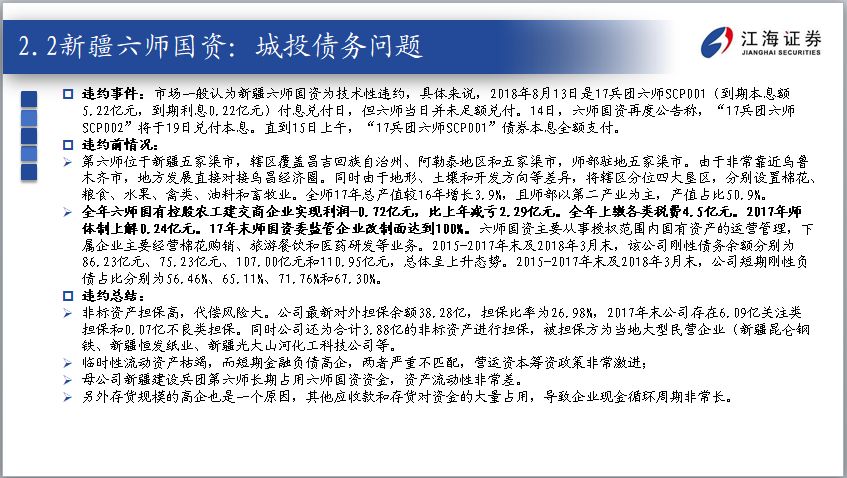 2.2新疆六师国资：城投债务问题
江海证券
JIANGHAI SECURITIES
违约事件：市场一般认为新疆六师国资为技术性违约，具体来说，2018年8月13日是17兵团六师SCP001（到期本息额
5.22亿元，到期利息0.22亿元）付息兑付日，但六师当日并未足额兑付。14日，六师国资再度公告称，“17兵团六师
SCP002”将于19日兑付本息。直到15日上午，“17兵团六师SCP001”债券本息全额支付。
违约前情况：
第六师位于新疆五家渠市，辖区覆盖昌吉回族自治州、阿勒泰地区和五家渠市，师部驻地五家渠市。由于非常靠近乌鲁
木齐市，地方发展直接对接乌昌经济圈。同时由于地形、土壤和开发方向等差异，将辖区分位四大垦区，分别设置棉花、
粮食、水果、禽类、油料和畜牧业。全师17年总产值较16年增长3.9%，且师部以第二产业为主，产值占比50.9%。
全年六师国有控股农工建交商企业实现利润-0.72亿元，比上年减亏2.29亿元。全年上缴各类税费4.5亿元。2017年师
体制上解0.24亿元。17年末师国资委监管企业改制面达到100%。六师国资主要从事授权范围内国有资产的运营管理，下
属企业主要经营棉花购销、旅游餐饮和医药研发等业务。2015-2017年末及2018年3月末，该公司刚性债务余额分别为
86.23亿元、75.23亿元、107.00亿元和110.95亿元，总体呈上升态势。2015-2017年末及2018年3月末，公司短期刚性负
债占比分别为56.46%、65.11%、71.76%和67.30%。
违约总结：
非标资产担保高，代偿风险大。公司最新对外担保余额38.28亿，担保比率为26.98%，2017年末公司存在6.09亿关注类
担保和0.07亿不良类担保。同时公司还为合计3.88亿的非标资产进行担保，被担保方为当地大型民营企业（新疆昆仑钢
铁、新疆恒发纸业、新疆光大山河化工科技公司等。
临时性流动资产枯竭，而短期金融负债高企，两者严重不匹配，营运资本筹资政策非常激进；
母公司新疆建设兵团第六师长期占用六师国资资金，资产流动性非常差。
另外存货规模的高企也是一个原因，其他应收款和存货对资金的大量占用，导致企业现金循环周期非常长。